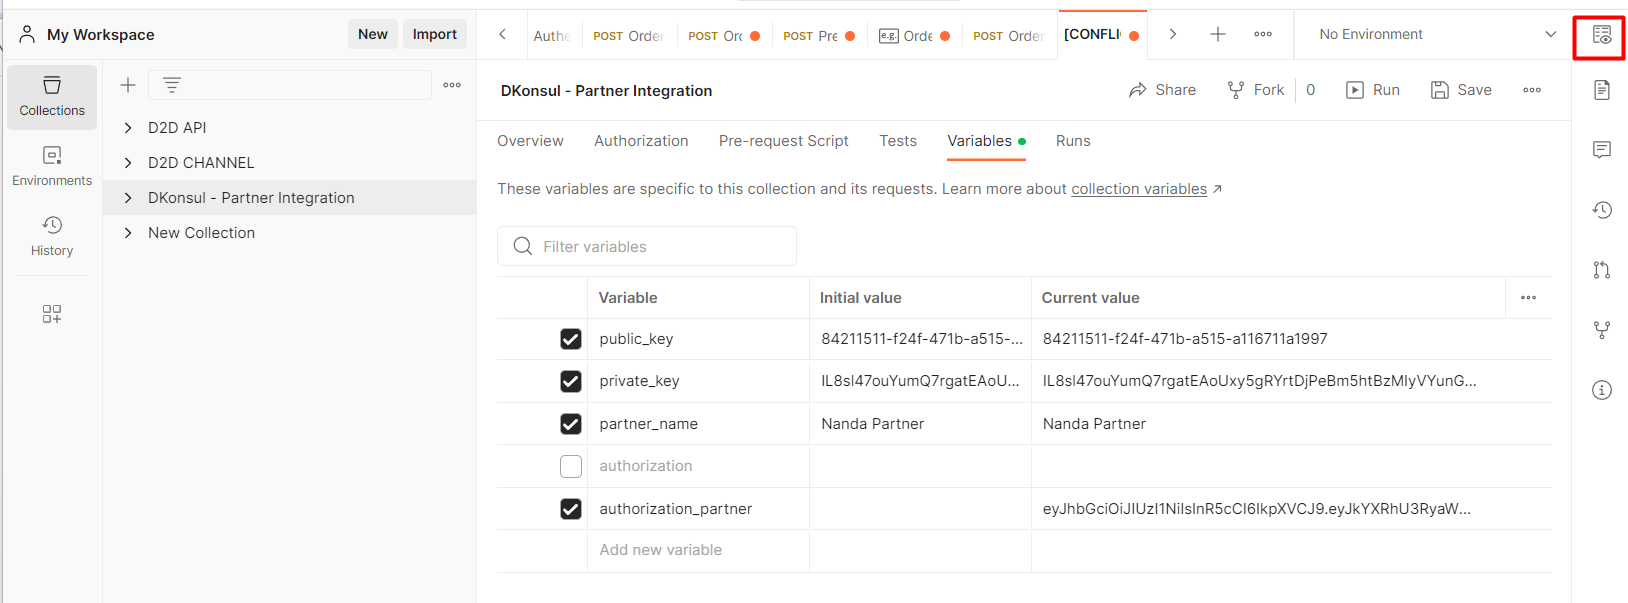 My Workspace
New
Import
Authe
POST Order
POST Orc
POST Pre
e.g. Orde
POST Order
[CONFLI
No Environment
Collections
Environments
History
D2D API
D2D CHANNEL
DKonsul - Partner Integration
New Collection
DKonsul - Partner Integration
Share
Fork
0
Run
Save
Overview
Authorization
Pre-request Script
Tests
Variables
Runs
These variables are specific to this collection and its requests. Learn more about collection variables ↗
Filter variables
Variable Initial value Current value
public_key 84211511-f24f-471b-a515-... 84211511-f24f-471b-a515-a116711a1997
private_key IL8sI47ouYumQ7rgatEAoU... IL8sI47ouYumQ7rgatEAoUxy5gRYrtDjPeBm5htBzMIyVYunG...
partner_name Nanda Partner Nanda Partner
authorization
authorization_partner eyJhbGciOiJIUzI1NiIsInR5cCI6IkpXVCJ9.eyJkYXRhU3RyaW...
Add new variable